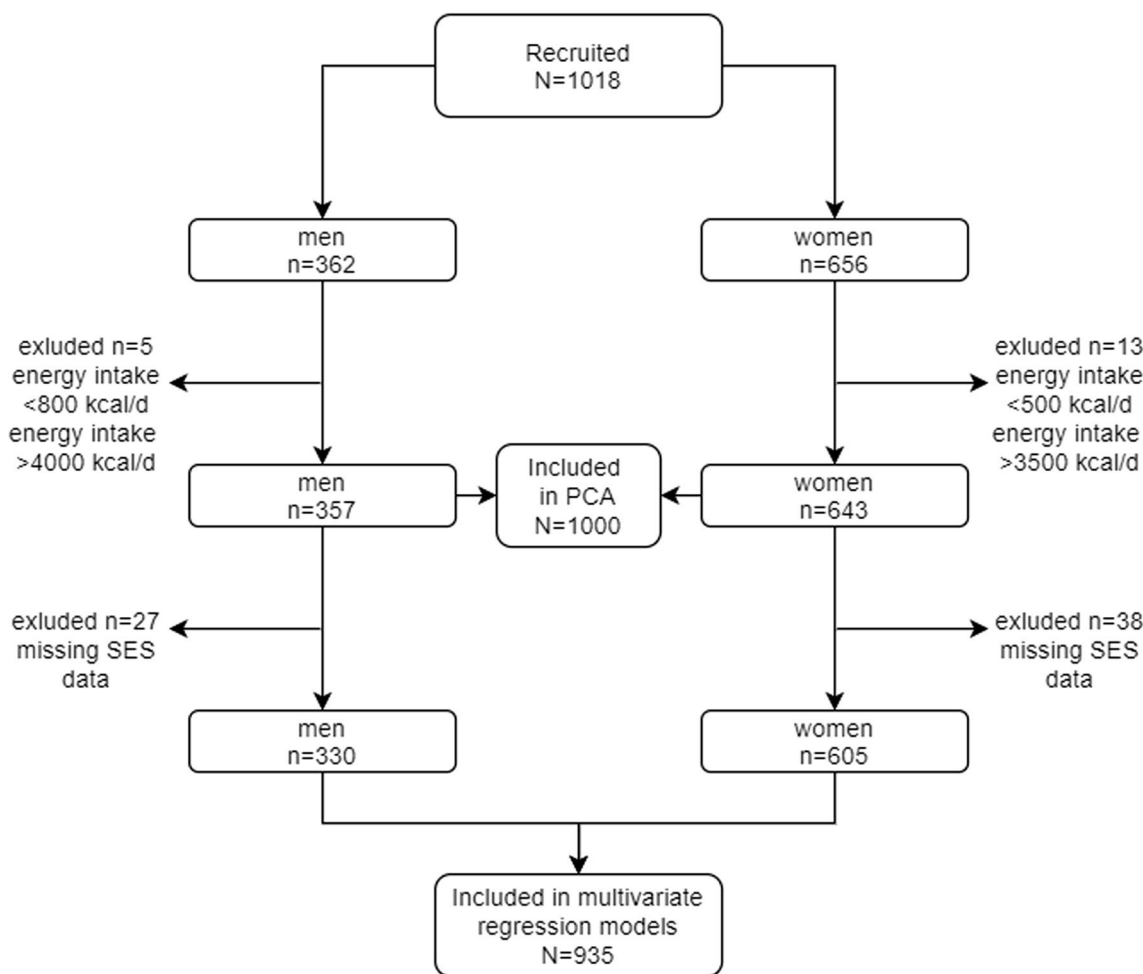 Recruited
N=1018
men
n=362
women
n=656
exluded n=5
energy intake
<800 kcal/d
energy intake
>4000 kcal/d
exluded n=13
energy intake
<500 kcal/d
energy intake
>3500 kcal/d
men
n=357
Included
in PCA
N=1000
women
n=643
exluded n=27
missing SES
data
exluded n=38
missing SES
data
men
n=330
women
n=605
Included in multivariate
regression models
N=935